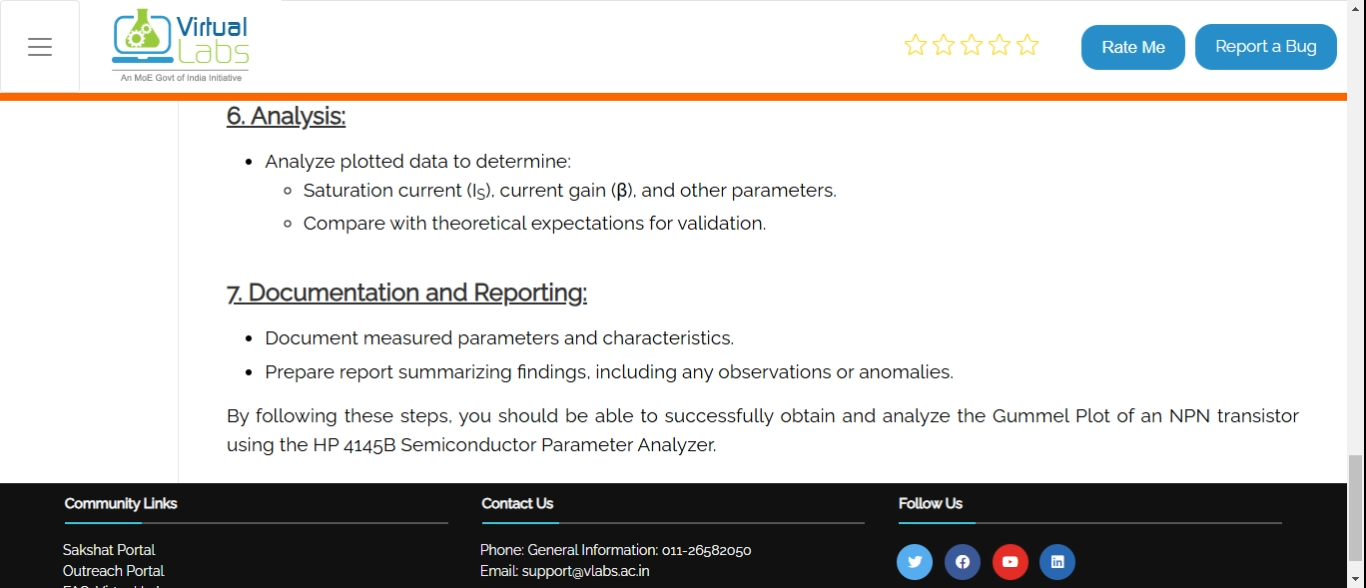 Virtual
Labs
An MoE Govt of India Initiative
Rate Me
Report a Bug
6. Analysis:
Analyze plotted data to determine:
Saturation current (IS), current gain (β), and other parameters.
Compare with theoretical expectations for validation.
7. Documentation and Reporting:
Document measured parameters and characteristics.
Prepare report summarizing findings, including any observations or anomalies.
By following these steps, you should be able to successfully obtain and analyze the Gummel Plot of an NPN transistor
using the HP 4145B Semiconductor Parameter Analyzer.
Community Links
Contact Us
Follow Us
Sakshat Portal
Phone: General Information: 011-26582050
Outreach Portal
Email: support@vlabs.ac.in